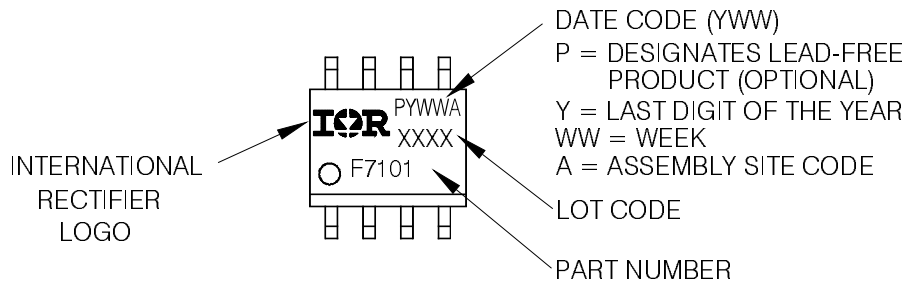 DATE CODE (YWW)
P = DESIGNATES LEAD-FREE
PRODUCT (OPTIONAL)
Y = LAST DIGIT OF THE YEAR
WW = WEEK
A = ASSEMBLY SITE CODE
LOT CODE
PART NUMBER
INTERNATIONAL
RECTIFIER
LOGO
PYWWA
IOR
XXXX
F7101